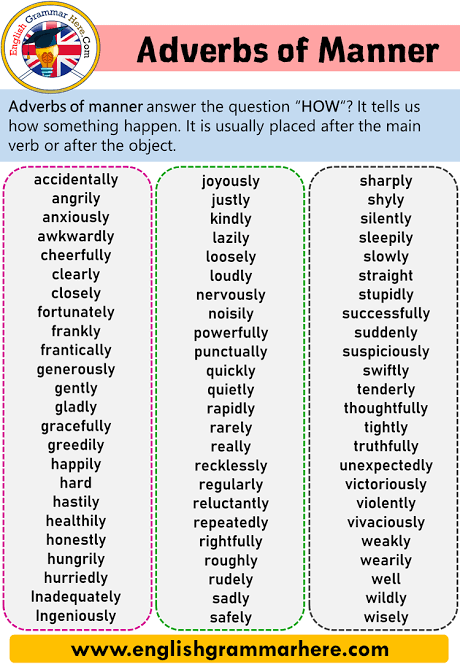 English Grammar Here.Com
Adverbs of Manner
Adverbs of manner answer the question “HOW“? It tells us
how something happen. It is usually placed after the main
verb or after the object.
accidentally
angrily
anxiously
awkwardly
cheerfully
clearly
closely
fortunately
frankly
frantically
generously
gently
gladly
gracefully
greedily
happily
hard
hastily
healthily
honestly
hungrily
hurriedly
Inadequately
Ingeniously
joyously
justly
kindly
lazily
loosely
loudly
nervously
noisily
powerfully
punctually
quickly
quietly
rapidly
rarely
really
recklessly
regularly
reluctantly
repeatedly
rightfully
roughly
rudely
sadly
safely
sharply
shyly
silently
sleepily
slowly
straight
stupidly
successfully
suddenly
suspiciously
swiftly
tenderly
thoughtfully
tightly
truthfully
unexpectedly
victoriously
violently
vivaciously
weakly
wearily
well
wildly
wisely
www.englishgrammarhere.com